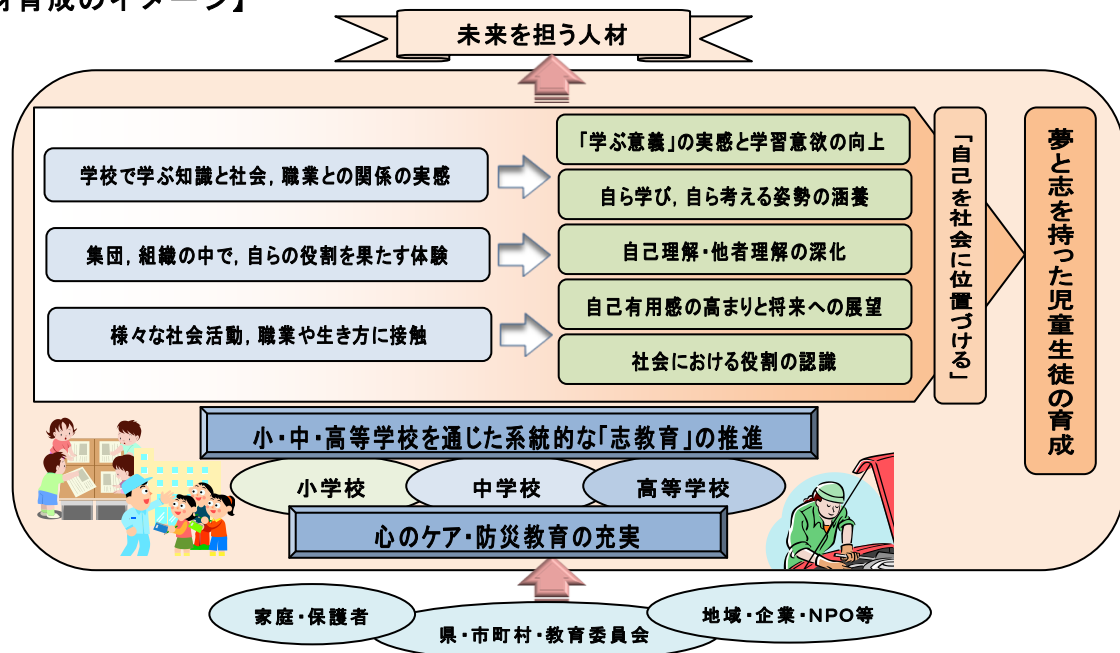 材育成のイメージ】
未来を担う人材
学校で学ぶ知識と社会，職業との関係の実感
集団，組織の中で，自らの役割を果たす体験
様々な社会活動，職業や生き方に接触
「学ぶ意義」の実感と学習意欲の向上
自ら学び，自ら考える姿勢の涵養
自己理解・他者理解の深化
自己有用感の高まりと将来への展望
社会における役割の認識
「自己を社会に位置づける」
夢と志を持った児童生徒の育成
小・中・高等学校を通じた系統的な「志教育」の推進
小学校
中学校
高等学校
心のケア・防災教育の充実
家庭・保護者
県・市町村・教育委員会
地域・企業・NPO等